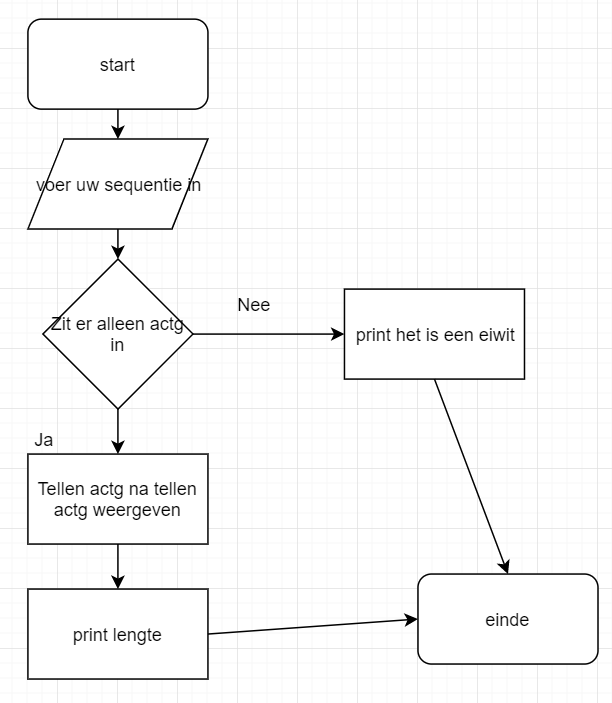 start
voer uw sequentie in
Zit er alleen actg
in
Nee
print het is een eiwit
Ja
Tellen actg na tellen
actg weergeven
print lengte
einde